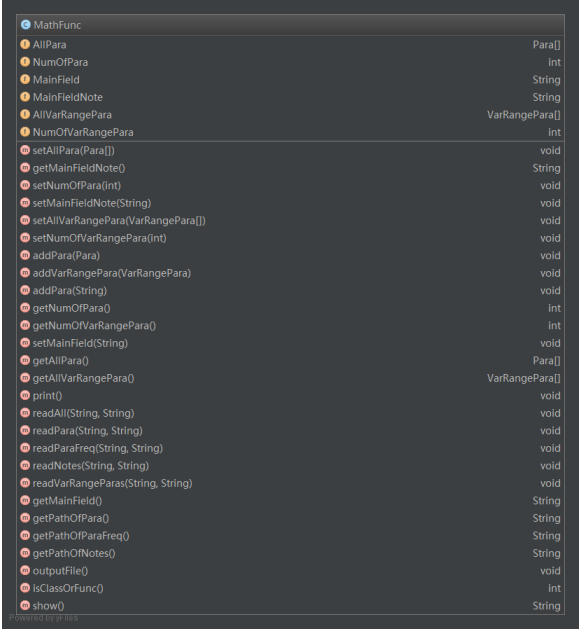 C MathFunc
f AllPara Para[]
f NumOfPara int
f MainField String
f MainFieldNote String
f AllVarRangePara VarRangePara[]
f NumOfVarRangePara int
m setAllPara(Para[]) void
m getMainFieldNote() String
m setNumOfPara(int) void
m setMainFieldNote(String) void
m setAllVarRangePara(VarRangePara[]) void
m setNumOfVarRangePara(int) void
m addPara(Para) void
m addVarRangePara(VarRangePara) void
m addPara(String) void
m getNumOfPara() int
m getNumOfVarRangePara() int
m setMainField(String) void
m getAllPara() Para[]
m getAllVarRangePara() VarRangePara[]
m print() void
m readAll(String, String) void
m readPara(String, String) void
m readParaFreq(String, String) void
m readNotes(String, String) void
m readVarRangeParas(String, String) void
m getMainField() String
m getPathOfPara() String
m getPathOfParaFreq() String
m getPathOfNotes() String
m outputFile() void
m isClassOrFunc() int
m show() String
Powered by yFiles